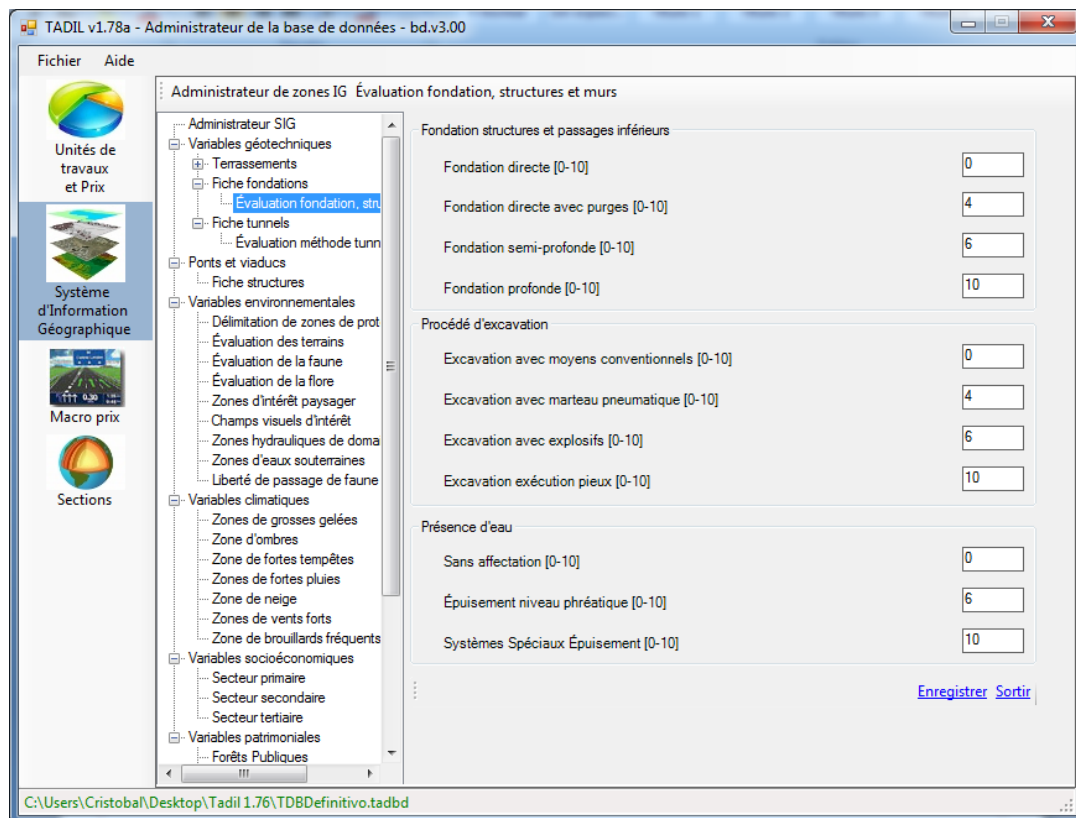 TADIL v1.78a - Administrateur de la base de données - bd.v3.00
Fichier Aide
Unités de
travaux
et Prix
Système
d'Information
Géographique
Macro prix
Sections
Administrateur de zones IG Évaluation fondation, structures et murs
Administrateur SIG
Variables géotechniques
Terrassements
Fiche fondations
Évaluation fondation, stru
Fiche tunnels
Évaluation méthode tunn
Ponts et viaducs
Fiche structures
Variables environnementales
Délimitation de zones de prot
Évaluation des terrains
Évaluation de la faune
Évaluation de la flore
Zones d'intérêt paysager
Champs visuels d'intérêt
Zones hydrauliques de doma
Zones d'eaux souterraines
Liberté de passage de faune
Variables climatiques
Zones de grosses gelées
Zone d'ombres
Zone de fortes tempêtes
Zones de fortes pluies
Zone de neige
Zones de vents forts
Zone de brouillards fréquents
Variables socioéconomiques
Secteur primaire
Secteur secondaire
Secteur tertiaire
Variables patrimoniales
Forêts Publiques
Fondation structures et passages inférieurs
Fondation directe [0-10] 0
Fondation directe avec purges [0-10] 4
Fondation semi-profonde [0-10] 6
Fondation profonde [0-10] 10
Procédé d'excavation
Excavation avec moyens conventionnels [0-10] 0
Excavation avec marteau pneumatique [0-10] 4
Excavation avec explosifs [0-10] 6
Excavation exécution pieux [0-10] 10
Présence d'eau
Sans affectation [0-10] 0
Épuisement niveau phréatique [0-10] 6
Systèmes Spéciaux Épuisement [0-10] 10
Enregistrer Sortir
C:\Users\Cristobal\Desktop\Tadil 1.76\TDBDefinitivo.tadbd